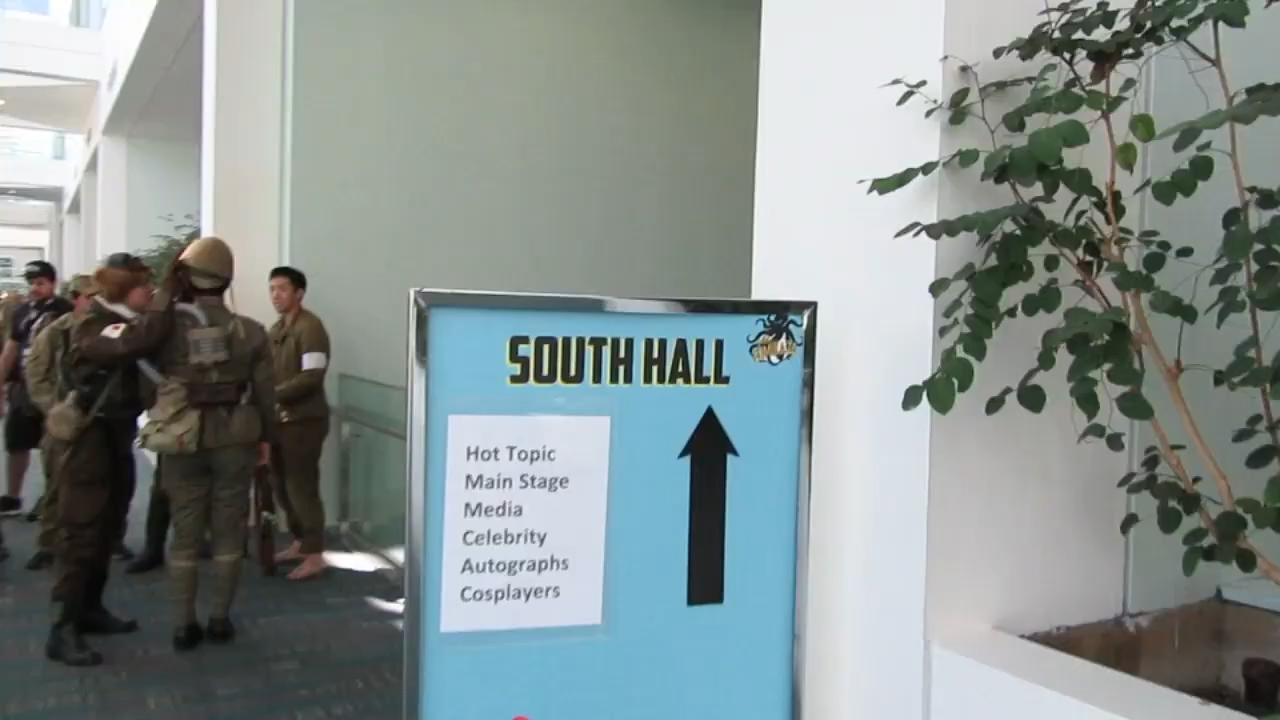 SOUTH HALL
Hot Topic
Main Stage
Media
Celebrity
Autographs
Cosplayers